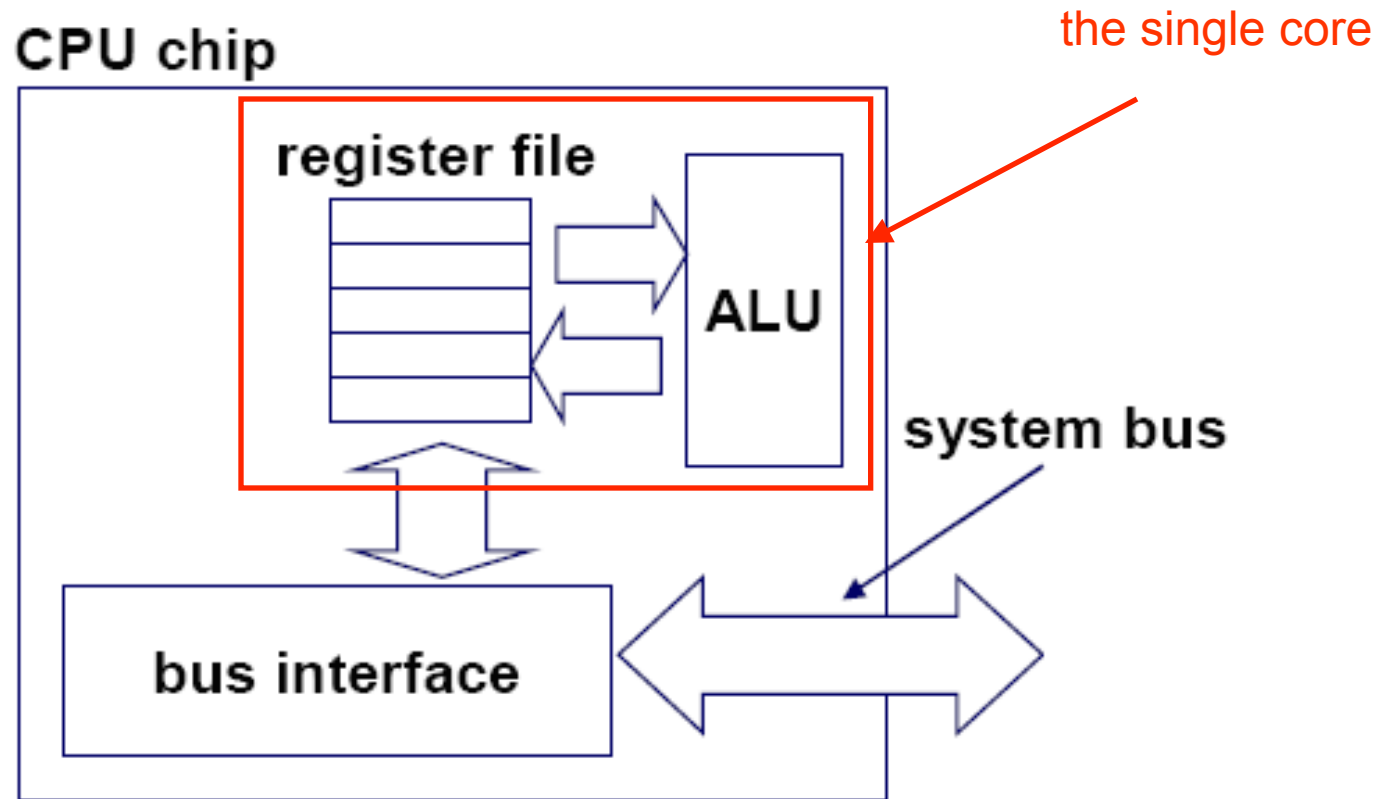 the single core
CPU chip
register file
ALU
system bus
bus interface